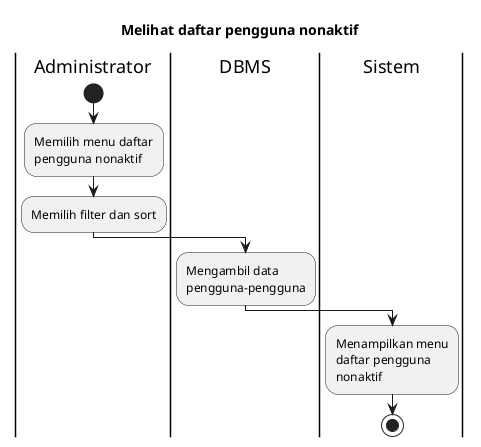 Melihat daftar pengguna nonaktif
Administrator
DBMS
Sistem
Memilih menu daftar
pengguna nonaktif
Memilih filter dan sort
Mengambil data
pengguna-pengguna
Menampilkan menu
daftar pengguna
nonaktif